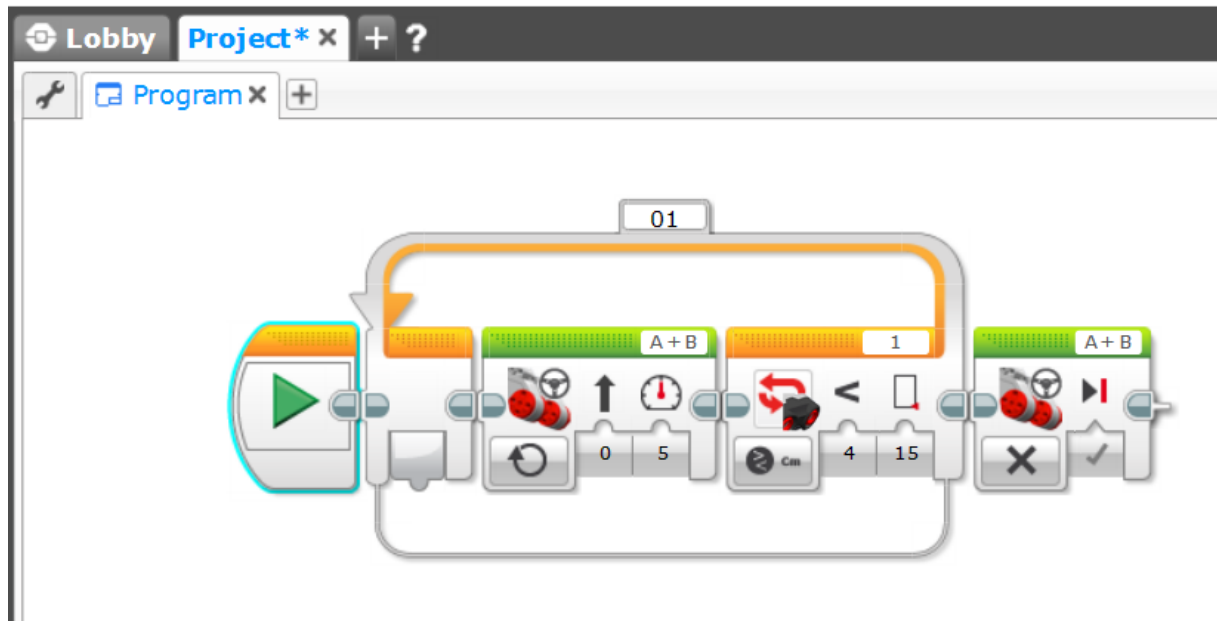 Lobby Project* × + ?
Program × +
01
A + B 1 A + B
<
0 5 Cm 4 15